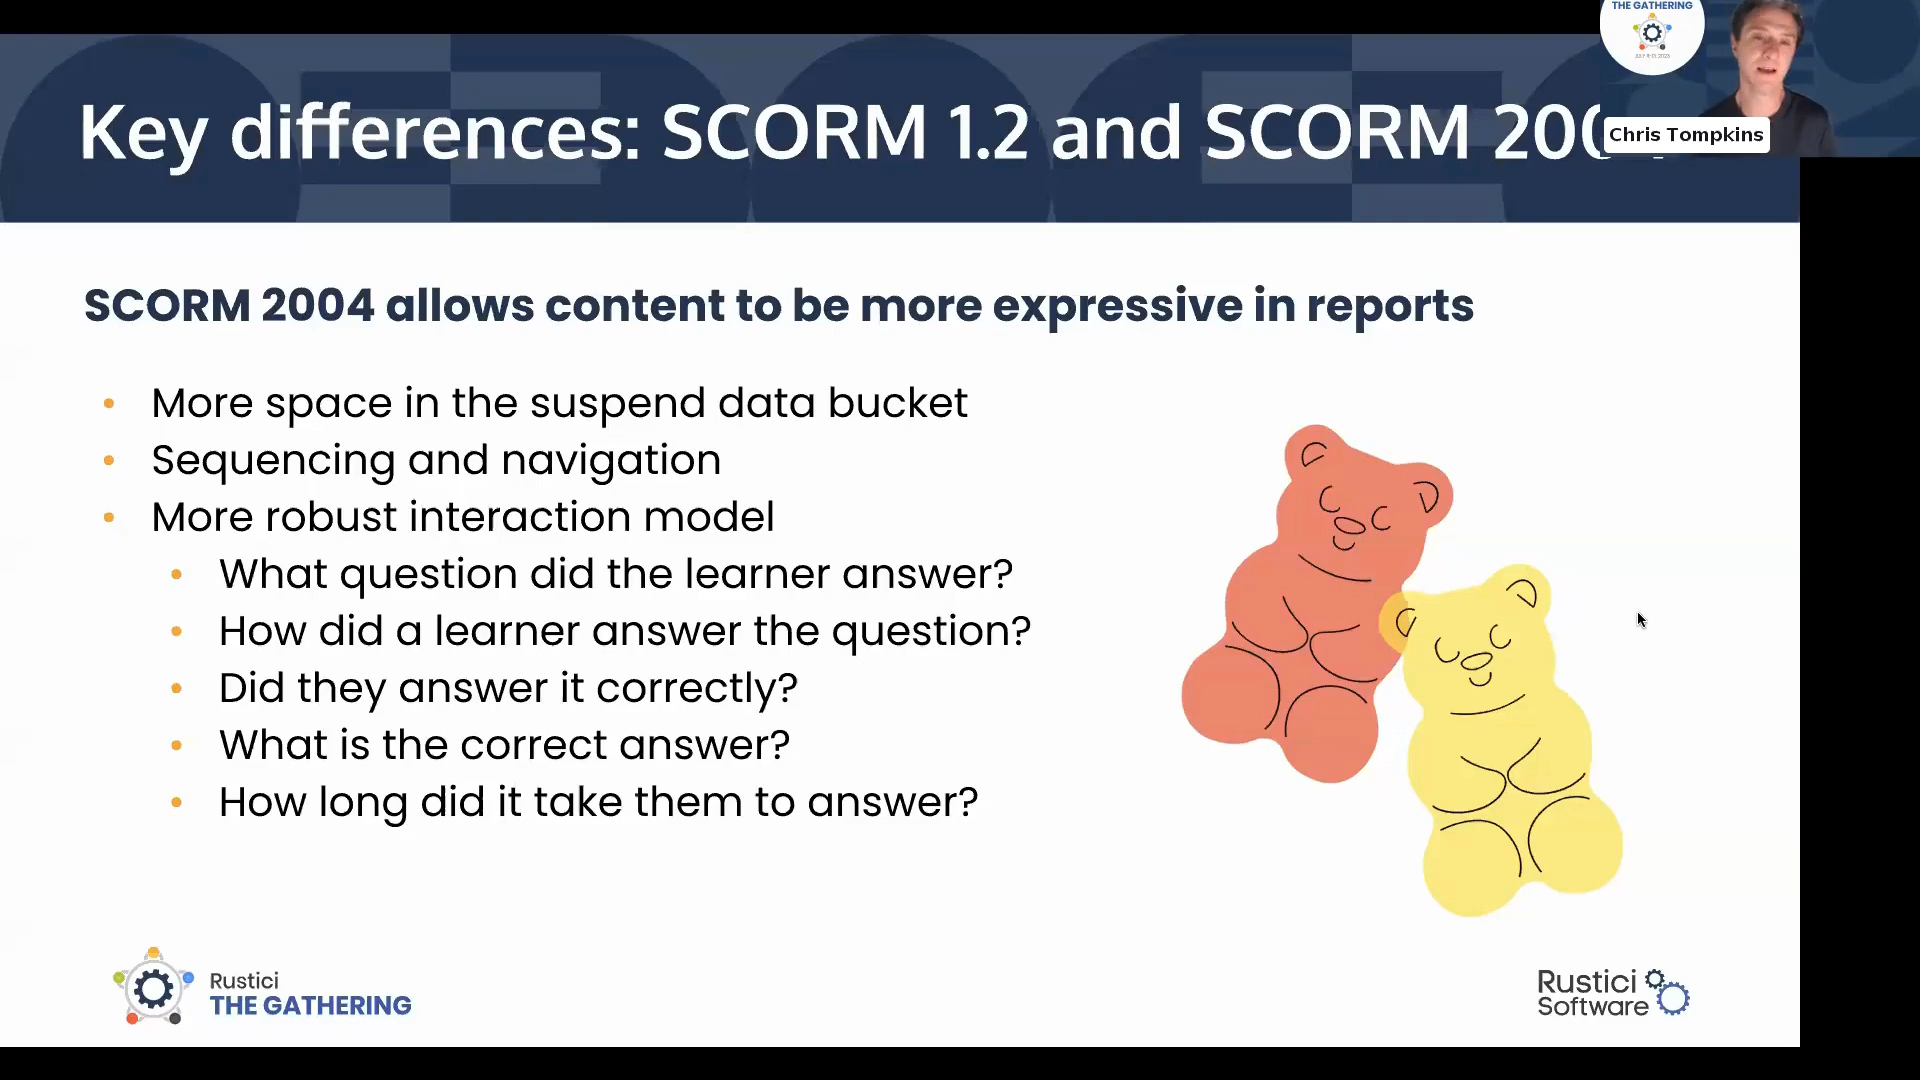 THE GATHERING
JULY 11-13, 2023
Key differences: SCORM 1.2 and SCORM 200
Chris Tompkins
SCORM 2004 allows content to be more expressive in reports
• More space in the suspend data bucket
• Sequencing and navigation
• More robust interaction model
• What question did the learner answer?
• How did a learner answer the question?
• Did they answer it correctly?
• What is the correct answer?
• How long did it take them to answer?
Rustici
THE GATHERING
Rustici
Software